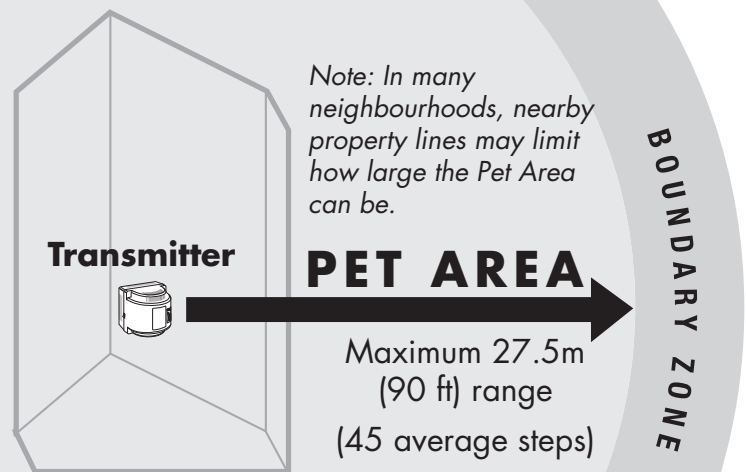 Note: In many
neighbourhoods, nearby
property lines may limit
how large the Pet Area
can be.
Transmitter
PET AREA
Maximum 27.5m
(90 ft) range
(45 average steps)
BOUNDARY ZONE